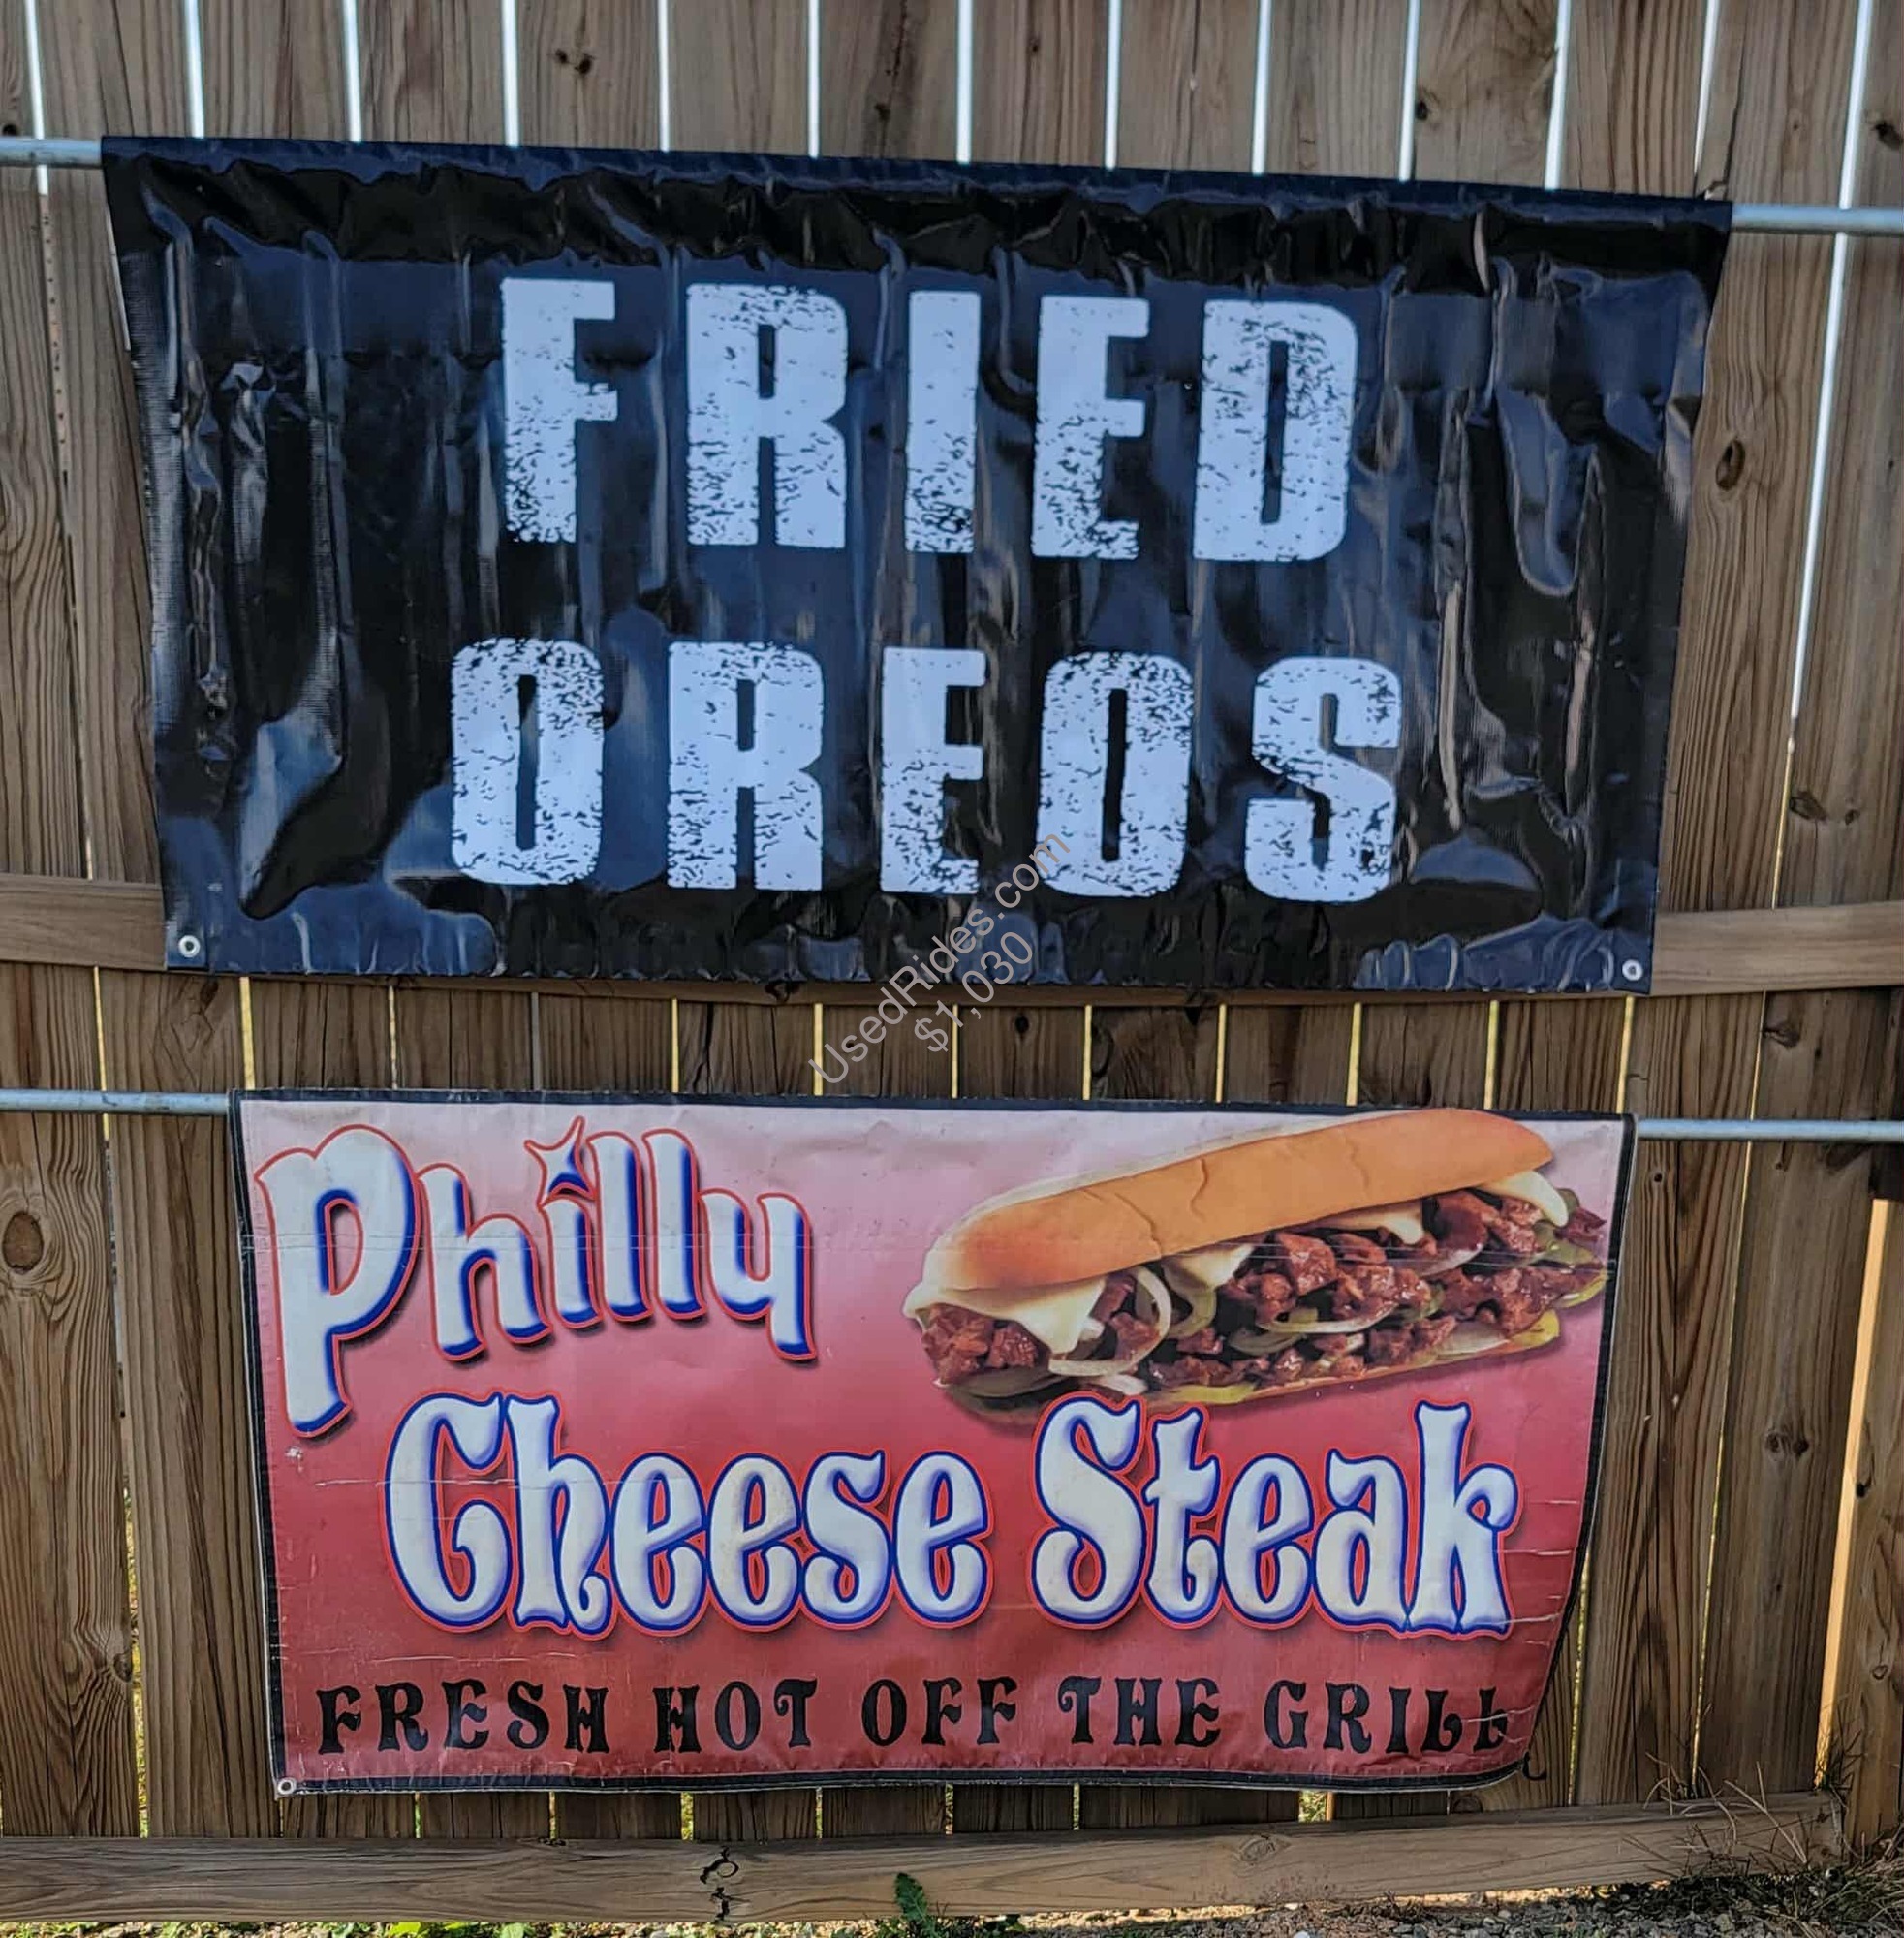 FRIED
OREOS
UsedRides.com
$1,030
Philly
Cheese Steak
FRESH HOT OFF THE GRILL